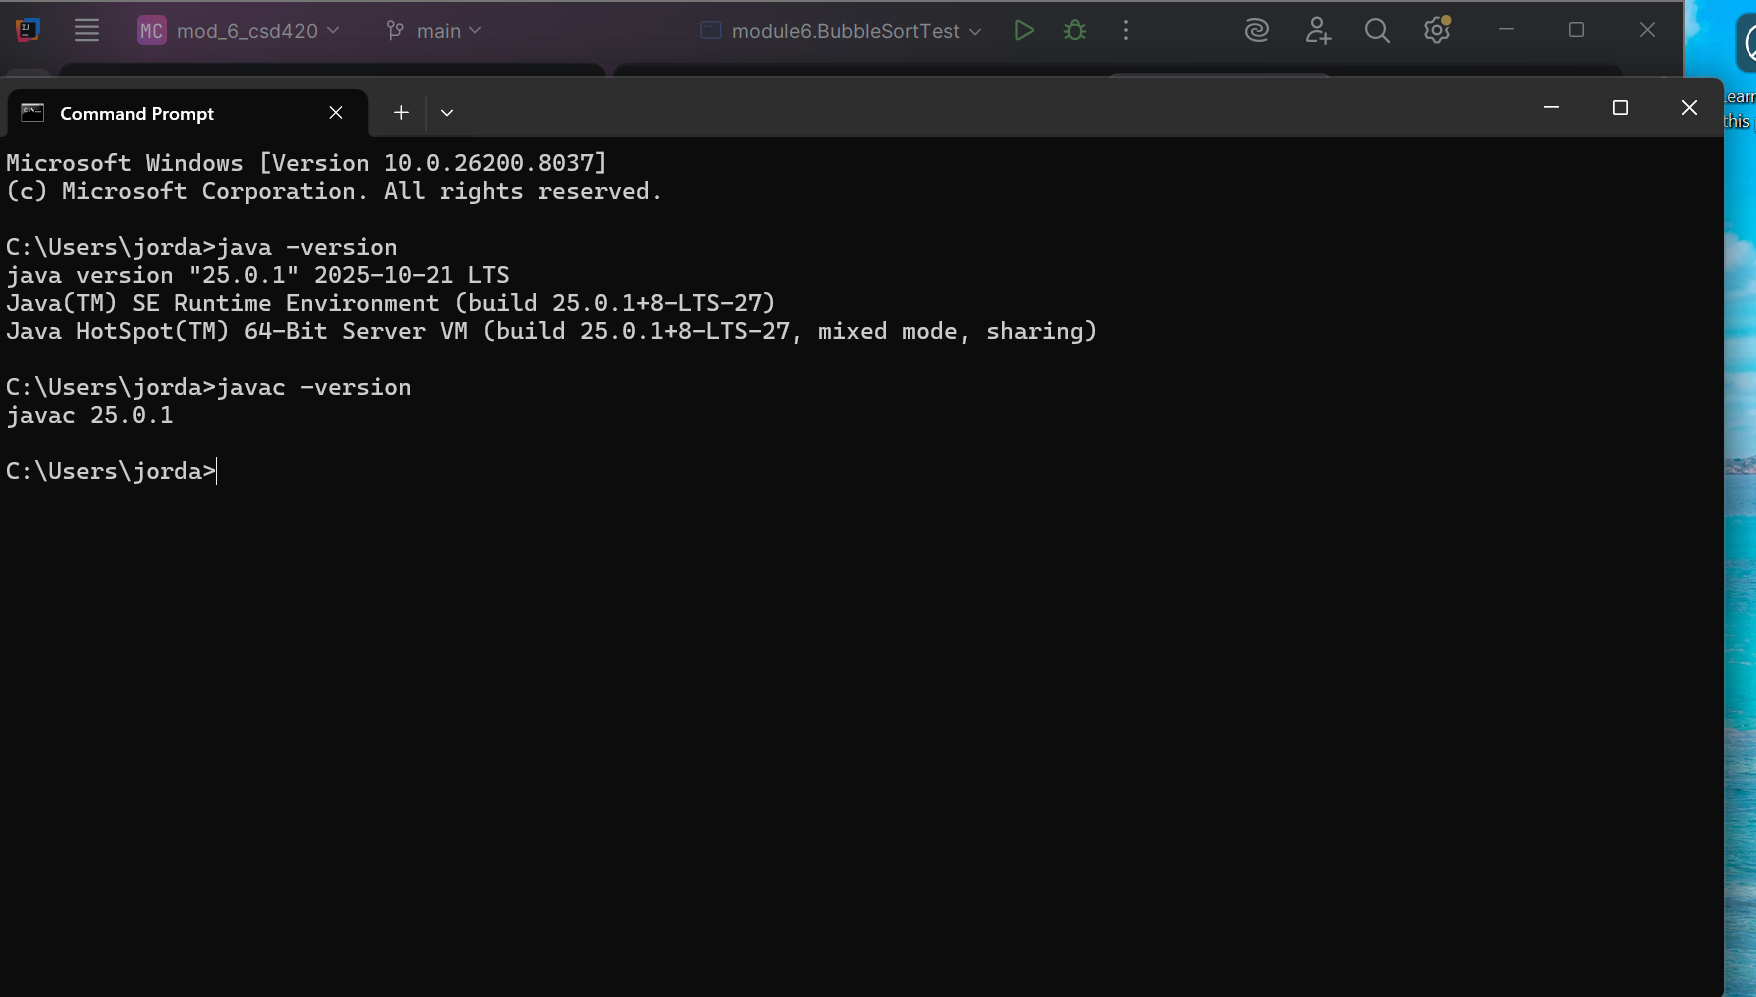 MC mod_6_csd420 main module6.BubbleSortTest
Command Prompt
Microsoft Windows [Version 10.0.26200.8037]
(c) Microsoft Corporation. All rights reserved.
C:\Users\jorda>java -version
java version "25.0.1" 2025-10-21 LTS
Java(TM) SE Runtime Environment (build 25.0.1+8-LTS-27)
Java HotSpot(TM) 64-Bit Server VM (build 25.0.1+8-LTS-27, mixed mode, sharing)
C:\Users\jorda>javac -version
javac 25.0.1
C:\Users\jorda>
this